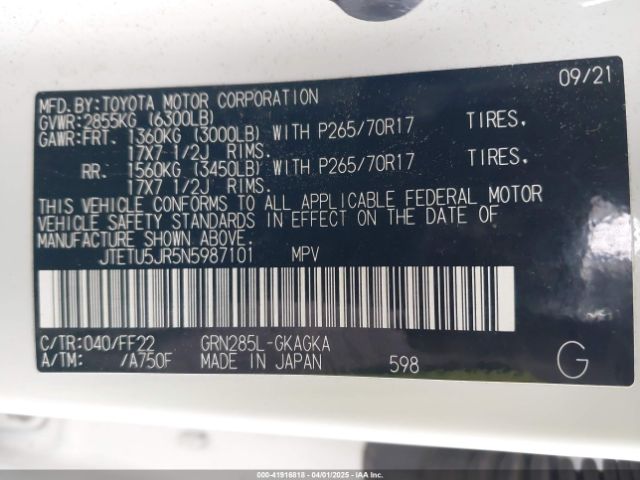 09/21
MFD.BY:TOYOTA MOTOR CORPORATION
GVWR:2855KG (6300LB)
GAWR:FRT. 1360KG (3000LB) WITH P265/70R17 TIRES.
17X7 1/2J RIMS.
RR. 1560KG (3450LB) WITH P265/70R17 TIRES.
17X7 1/2J RIMS.
THIS VEHICLE CONFORMS TO ALL APPLICABLE FEDERAL MOTOR
VEHICLE SAFETY STANDARDS IN EFFECT ON THE DATE OF
MANUFACTURE SHOWN ABOVE.
JTETU5JR5N5987101 MPV
C/TR:040/FF22 GRN285L-GKAGKA
A/TM: /A750F MADE IN JAPAN 598 G
000-41916818 - 04/01/2025 - IAA Inc.